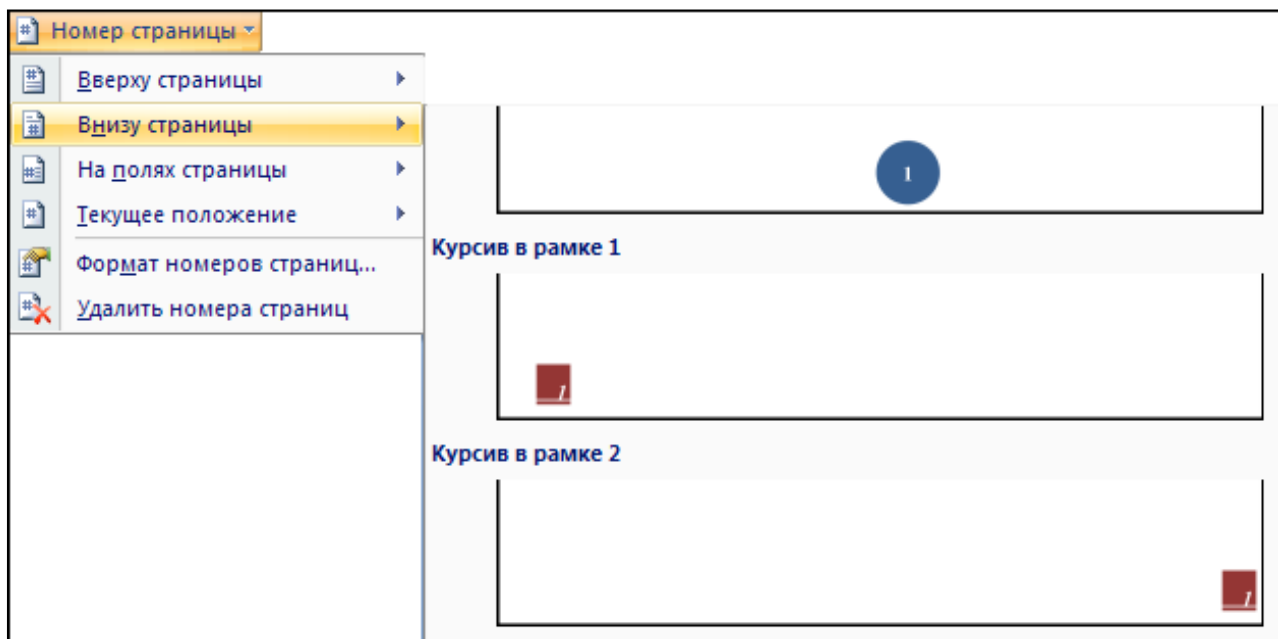 Номер страницы
Вверху страницы
Внизу страницы
На полях страницы
Текущее положение
Формат номеров страниц...
Удалить номера страниц
1
Курсив в рамке 1
1
Курсив в рамке 2
1